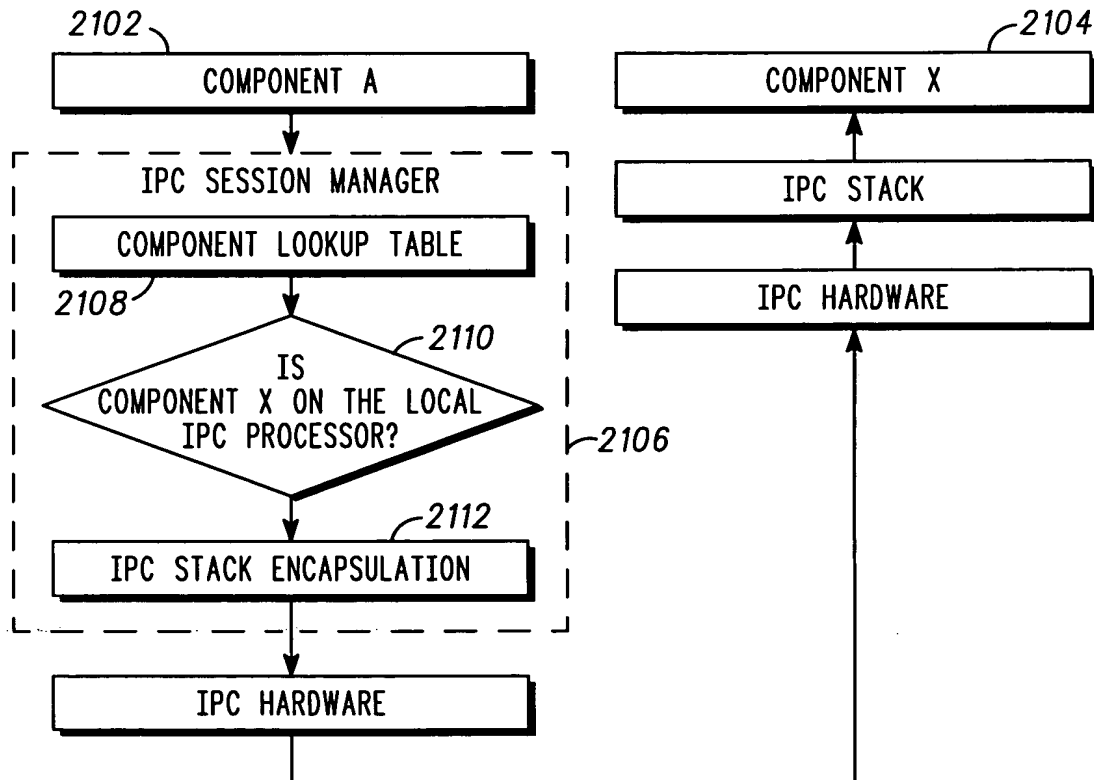 2102
COMPONENT A
IPC SESSION MANAGER
COMPONENT LOOKUP TABLE
2108
2110
IS
COMPONENT X ON THE LOCAL
IPC PROCESSOR?
2106
2112
IPC STACK ENCAPSULATION
IPC HARDWARE
2104
COMPONENT X
IPC STACK
IPC HARDWARE